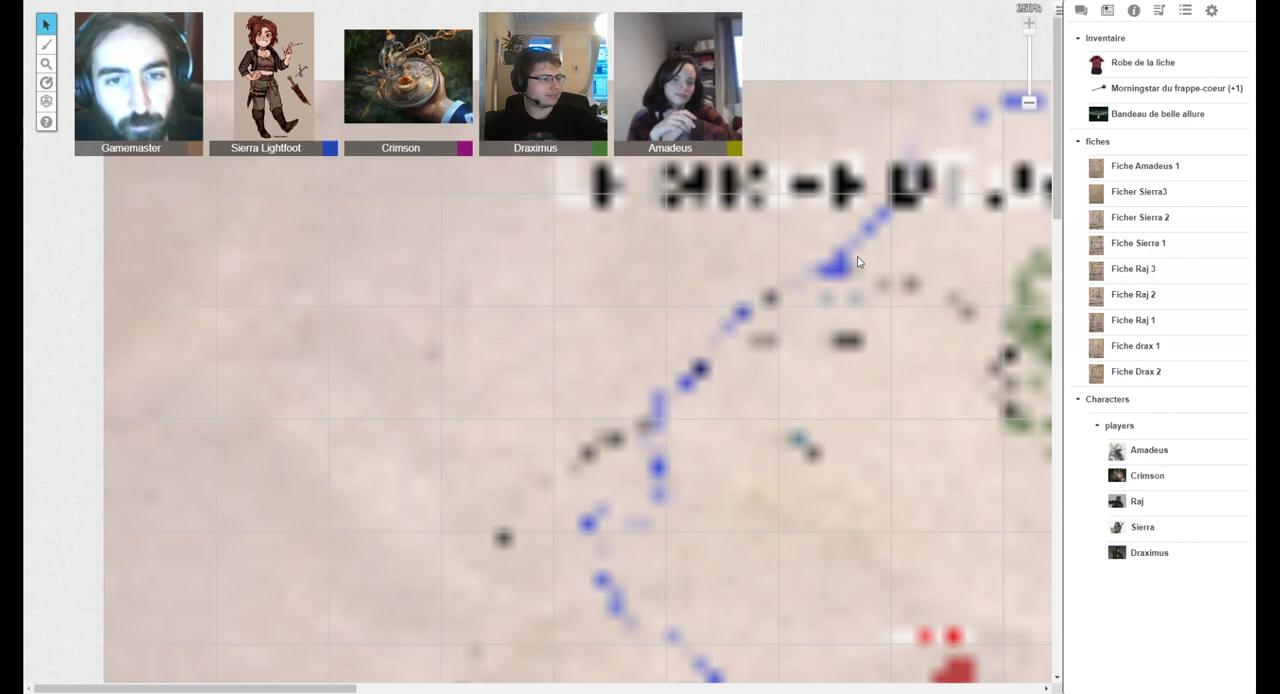 250%
Gamemaster
Sierra Lightfoot
Crimson
Draximus
Amadeus
Inventaire
Robe de la liche
Morningstar du frappe-coeur (+1)
Bandeau de belle allure
fiches
Fiche Amadeus 1
Ficher Sierra3
Ficher Sierra 2
Fiche Sierra 1
Fiche Raj 3
Fiche Raj 2
Fiche Raj 1
Fiche drax 1
Fiche Drax 2
Characters
players
Amadeus
Crimson
Raj
Sierra
Draximus